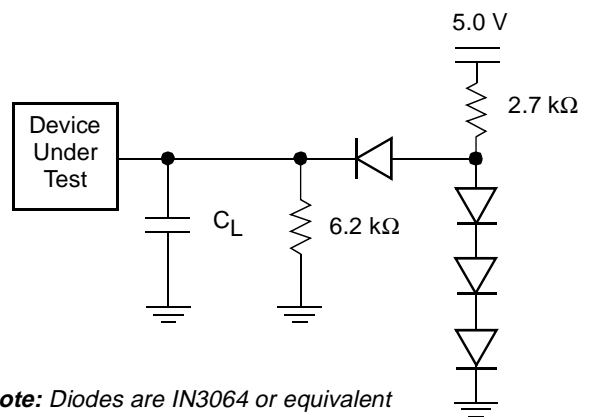 5.0 V
2.7 kΩ
Device
Under
Test
C_L
6.2 kΩ
ote: Diodes are IN3064 or equivalent